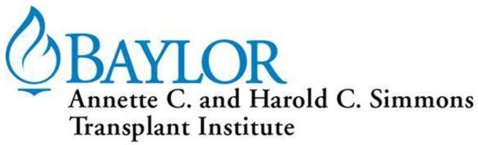 BAYLOR
Annette C. and Harold C. Simmons
Transplant Institute